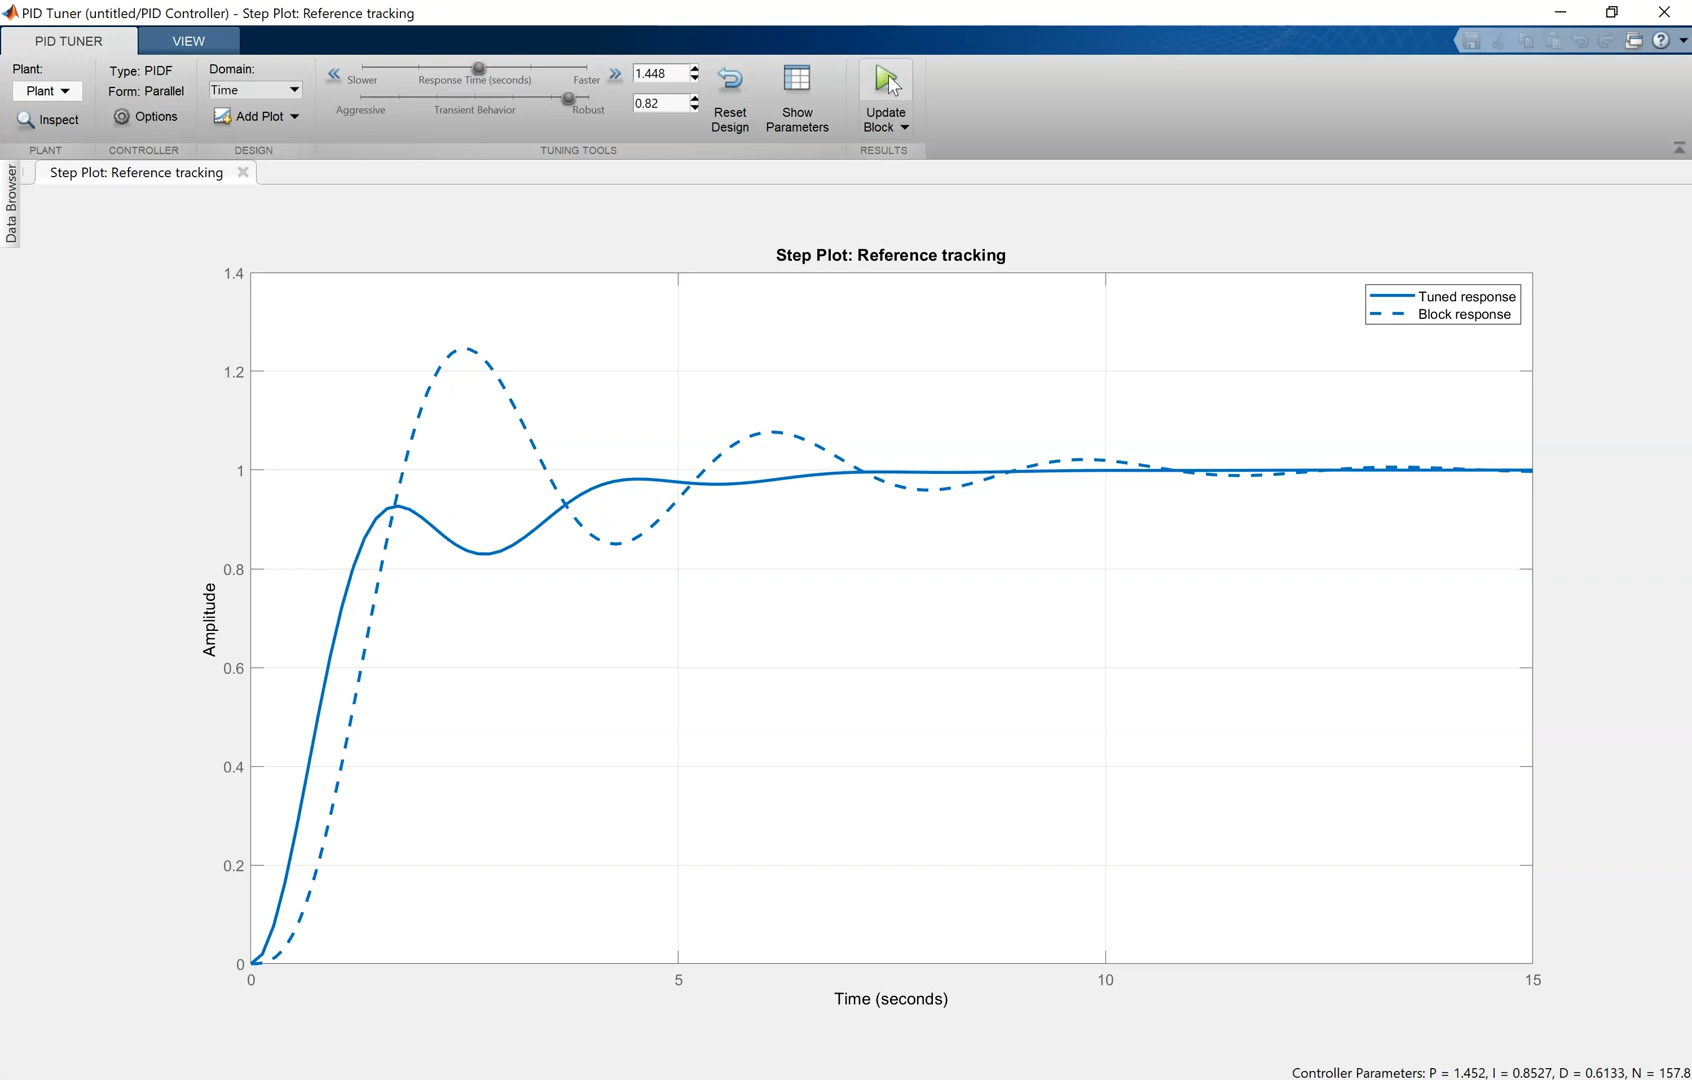 PID Tuner (untitled/PID Controller) - Step Plot: Reference tracking
PID TUNER
VIEW
Plant:
Plant
Inspect
PLANT
Type: PIDF
Form: Parallel
Options
CONTROLLER
Domain:
Time
Add Plot
DESIGN
Slower
Response Time (seconds)
Faster
1.448
Aggressive
Transient Behavior
Robust
0.82
Reset
Design
Show
Parameters
TUNING TOOLS
Update
Block
RESULTS
Data Browser
Step Plot: Reference tracking
Step Plot: Reference tracking
Tuned response
Block response
1.4
1.2
1
0.8
0.6
0.4
0.2
0
Amplitude
0
5
10
15
Time (seconds)
Controller Parameters: P = 1.452, I = 0.8527, D = 0.6133, N = 157.8